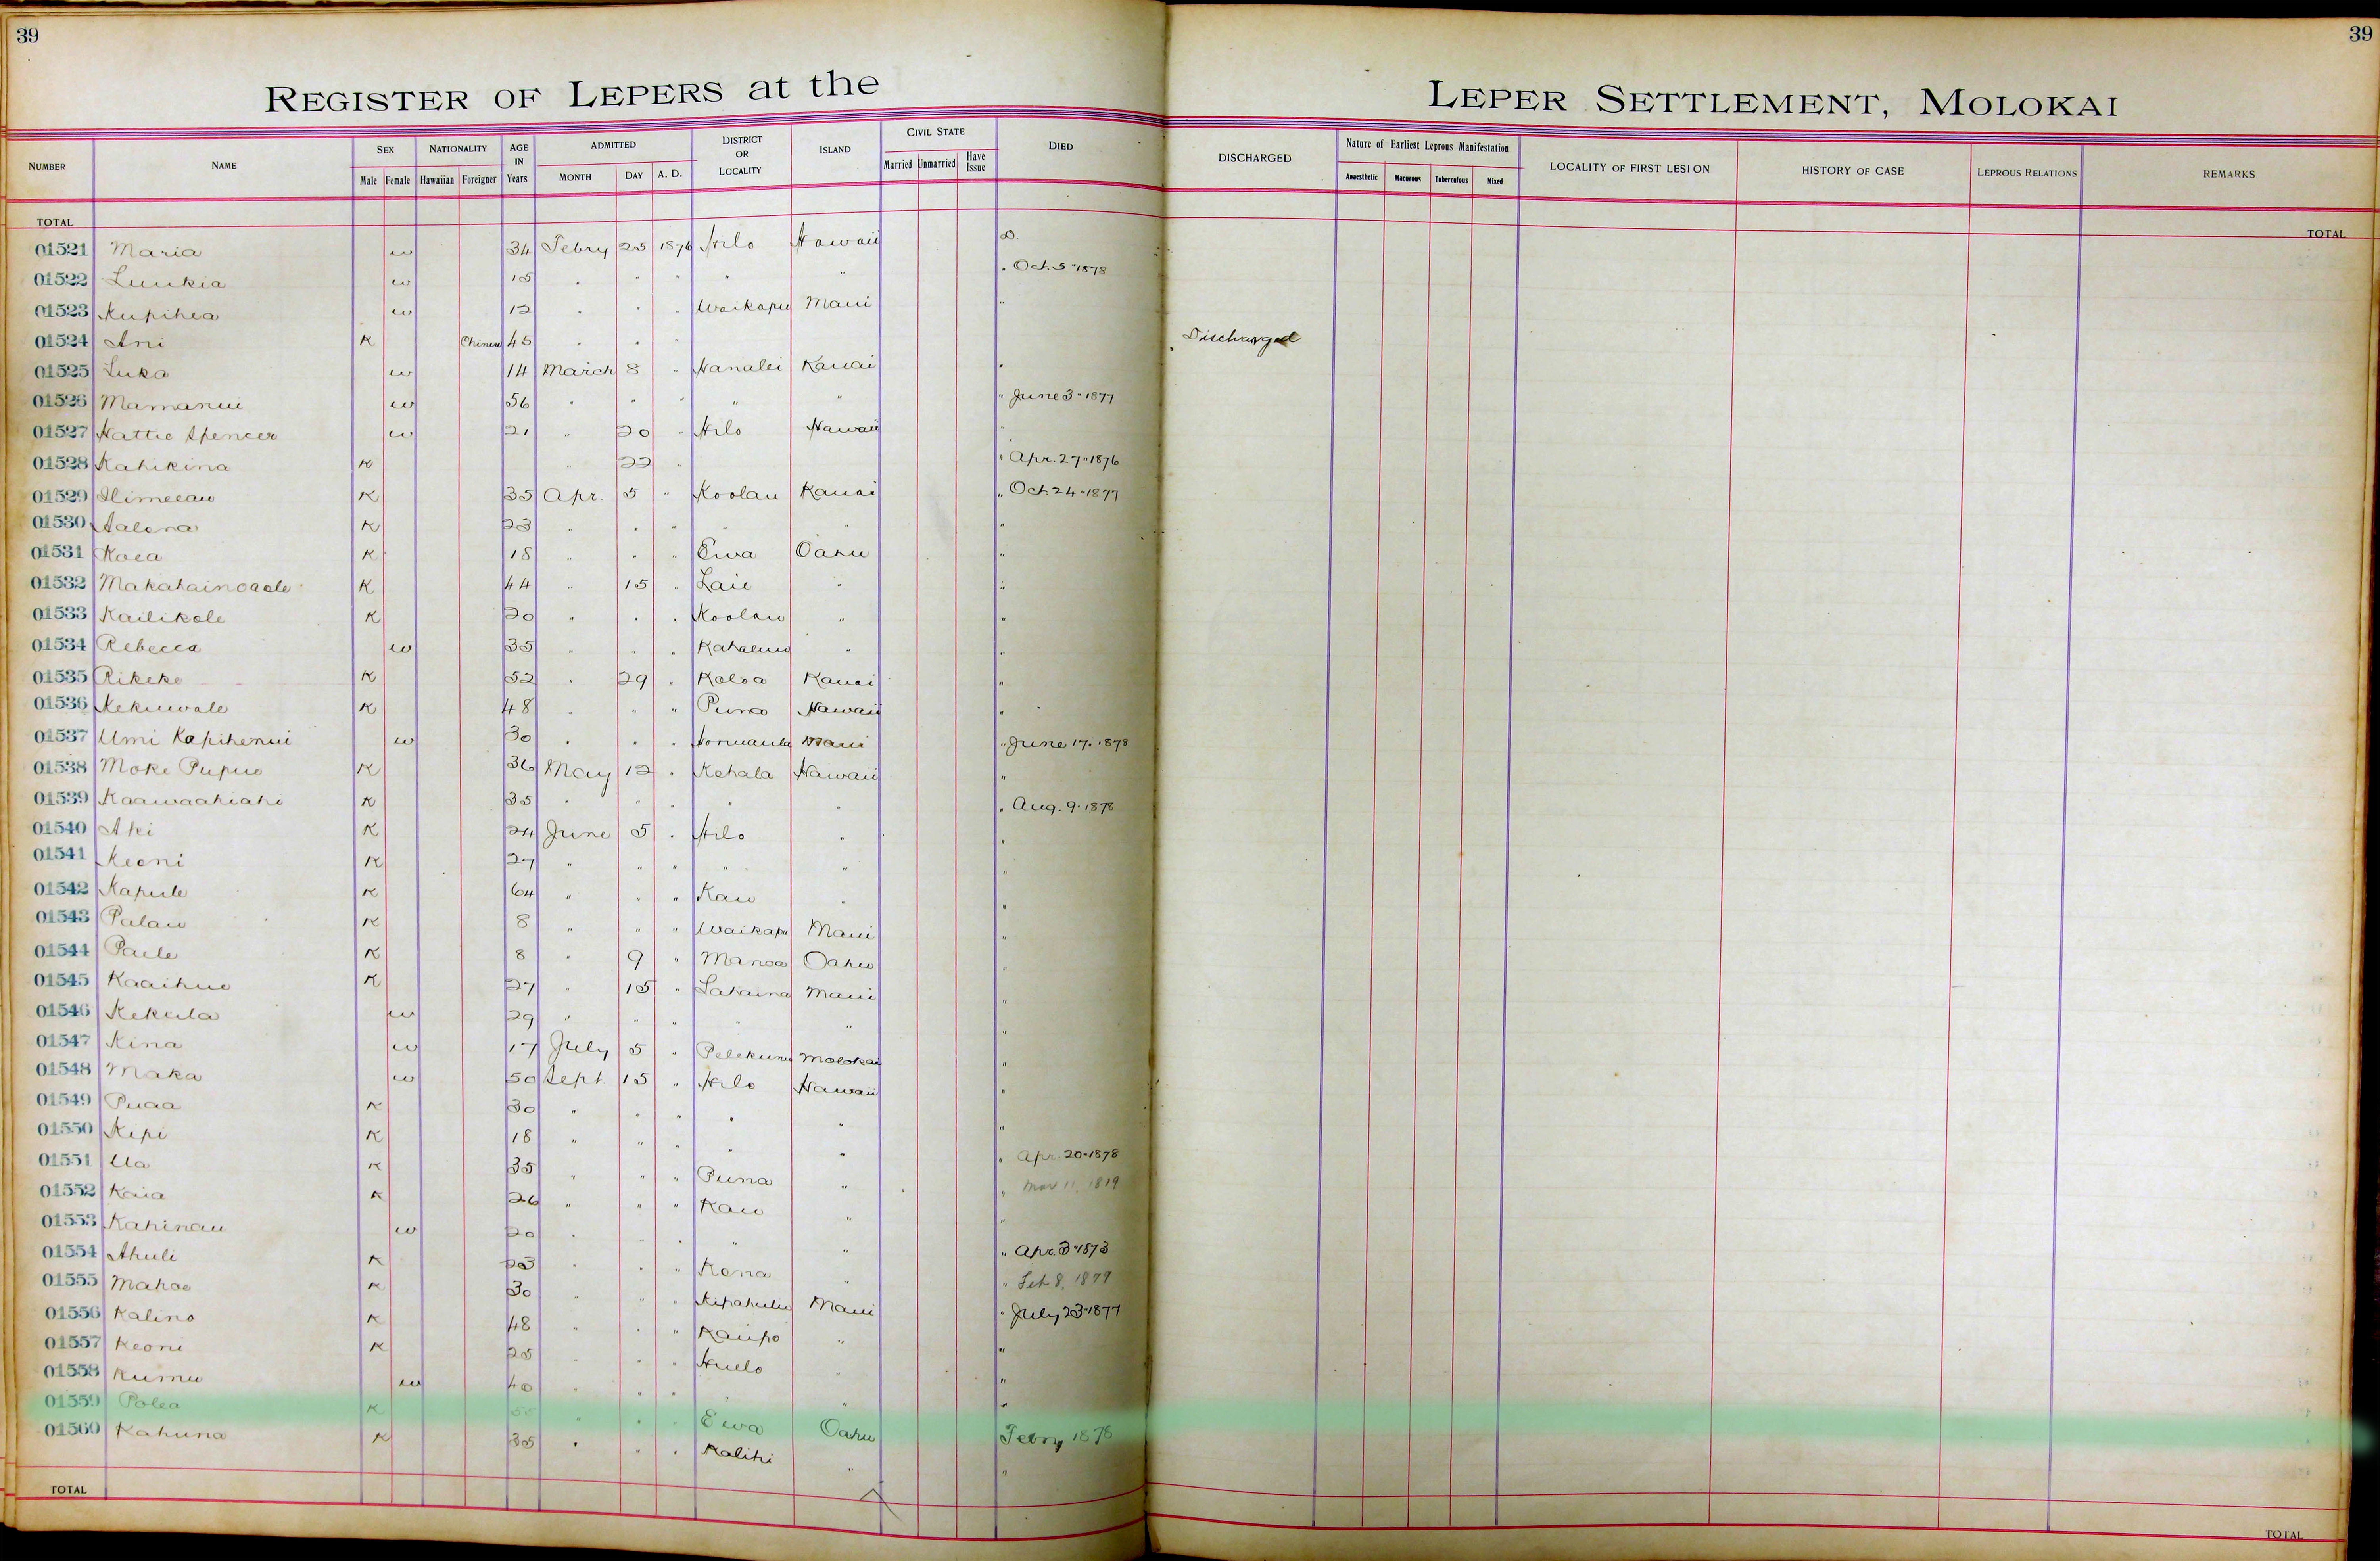 39 39
REGISTER OF LEPERS at the LEPER SETTLEMENT, MOLOKAI
NUMBER NAME SEX Male Female NATIONALITY Hawaiian Foreigner AGE IN Years ADMITTED MONTH DAY A. D. DISTRICT OR LOCALITY ISLAND CIVIL STATE Married Unmarried Have Issue DIED DISCHARGED Nature of Earliest Leprous Manifestation Anaesthetic Macurous Tuberculous Mixed LOCALITY OF FIRST LESION HISTORY OF CASE LEPROUS RELATIONS REMARKS
TOTAL TOTAL
01521 Maria w 34 Febry 25 1876 Hilo Hawaii D.
01522 Luukia w 15 " " " " " " Oct. 5 - 1878
01523 Kupihea w 12 " " " Waikapu Maui "
01524 Ani K Chinese 45 " " " Discharged
01525 Luka w 14 March 8 " Hanalei Kauai "
01526 Mamanui w 56 " " " " " " June 3 - 1877
01527 Hattie Spencer w 21 " 20 " Hilo Hawaii "
01528 Kahikina K " 22 " " Apr. 27 - 1876
01529 K 35 Apr. 5 " Koolau Kauai " Oct. 24 - 1877
01530 K 23 " " " " " "
01531 Koea K 18 " " " Ewa Oahu "
01532 Makahainoaole K 44 " 15 " Laie " "
01533 Kailikole K 20 " " " Koolau " "
01534 Rebecca w 35 " " " Kahaluu " "
01535 Rikeke K 52 " 29 " Koloa Kauai "
01536 Kekuwale K 48 " " " Puna Hawaii "
01537 Umi Kapihenui w 30 " " " Honuaula Maui " June 17. 1878
01538 Moke Pupuo K 36 May 12 " Kohala Hawaii "
01539 Kaawaahiahi K 35 " " " " " " Aug. 9 - 1878
01540 Aki K 24 June 5 " Hilo " "
01541 Keoni K 27 " " " " " "
01542 Kapule K 64 " " " Kau " "
01543 Palau K 8 " " " Waikapu Maui "
01544 Paele K 8 " 9 " Manoa Oahu "
01545 Kaaihue K 27 " 15 " Lahaina Maui "
01546 Kekula w 29 " " " " " "
01547 Kina w 17 July 5 " Pelekunu Molokai "
01548 Maka w 50 Sept. 15 " Hilo Hawaii "
01549 Puaa K 30 " " " " " "
01550 Kepi K 18 " " " " " "
01551 Ua K 35 " " " Puna " " Apr. 20 - 1878
01552 Kaia K 26 " " " Kau " " Mar 11, 1879
01553 Kahinau w 20 " " " " " "
01554 Ahuli K 23 " " " Kona " " Apr. 3 - 1873
01555 Mahoe K 30 " " " Kipahulu Maui " Feb 8, 1879
01556 Kalino K 48 " " " Kaupo " " July 23 - 1877
01557 Keoni K 25 " " " Huelo " "
01558 Kumu w 40 " " " " " "
01559 Polea K " " " Ewa Oahu Febry 1878
01560 Kahuna K 35 " " " Kalihi " "
TOTAL TOTAL